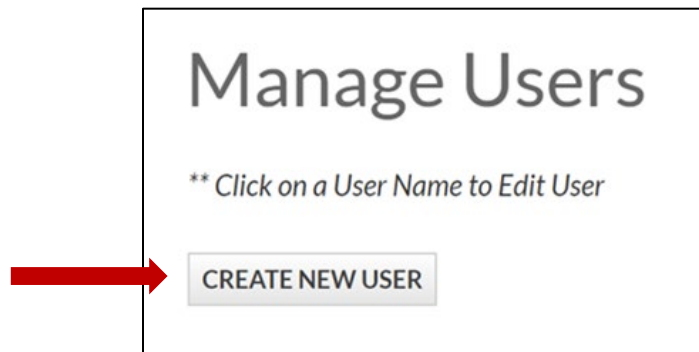 Manage Users
** Click on a User Name to Edit User
CREATE NEW USER